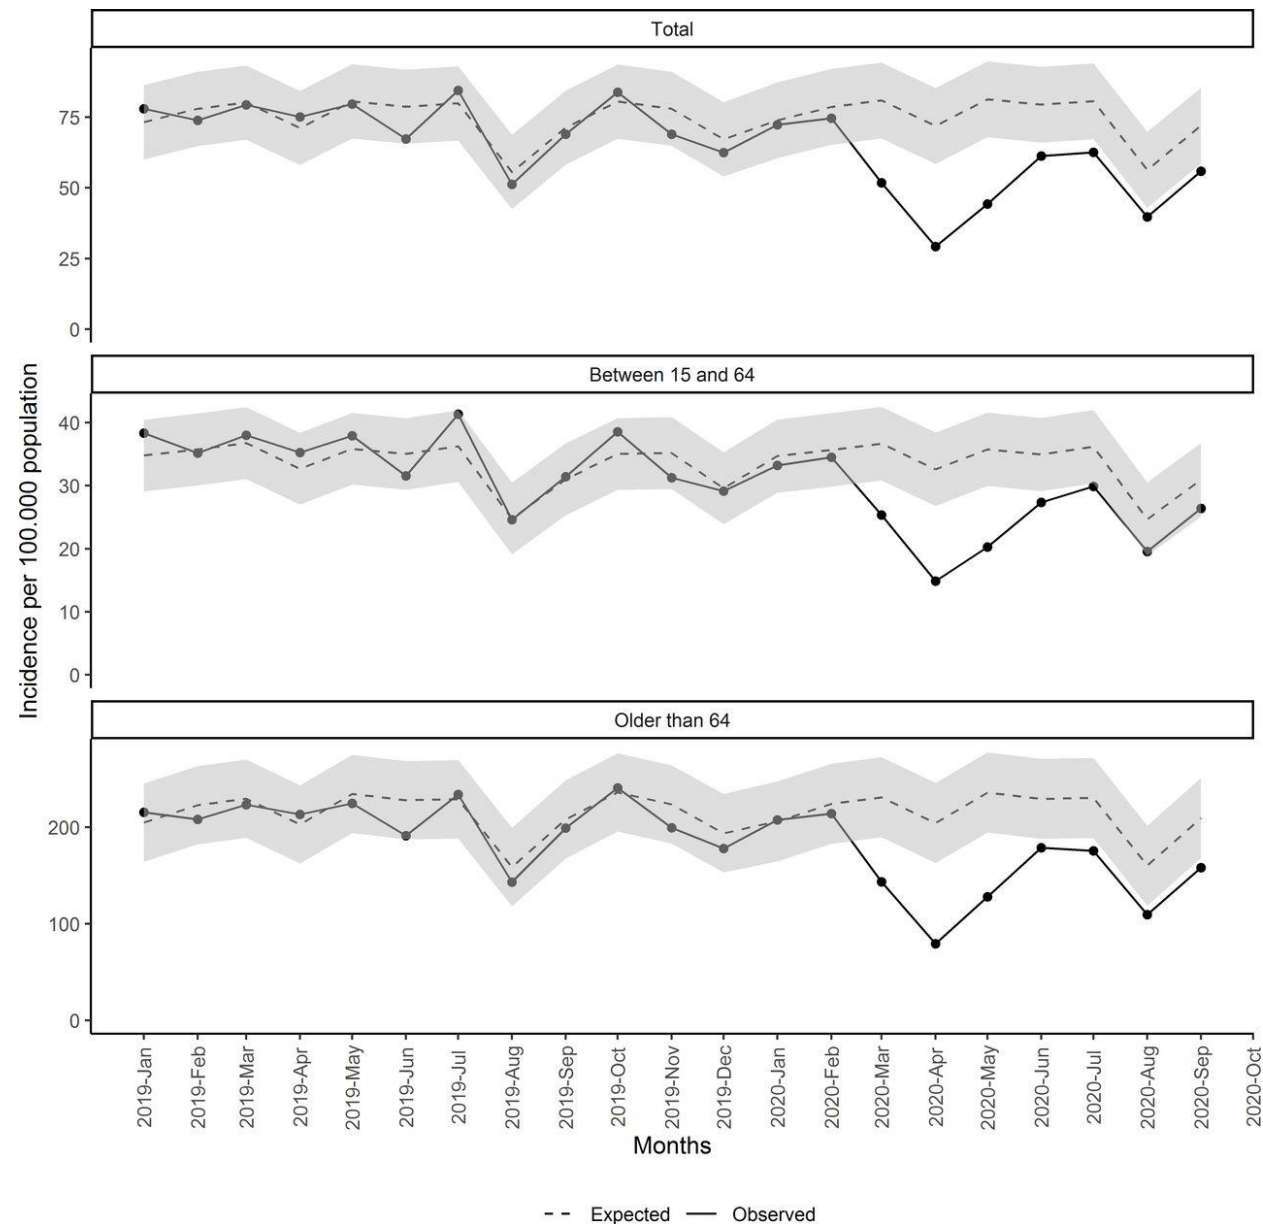 Total
75
50
25
0
Between 15 and 64
40
30
20
10
0
Older than 64
200
100
0
Incidence per 100.000 population
2019-Jan
2019-Feb
2019-Mar
2019-Apr
2019-May
2019-Jun
2019-Jul
2019-Aug
2019-Sep
2019-Oct
2019-Nov
2019-Dec
2020-Jan
2020-Feb
2020-Mar
2020-Apr
2020-May
2020-Jun
2020-Jul
2020-Aug
2020-Sep
2020-Oct
Months
Expected Observed